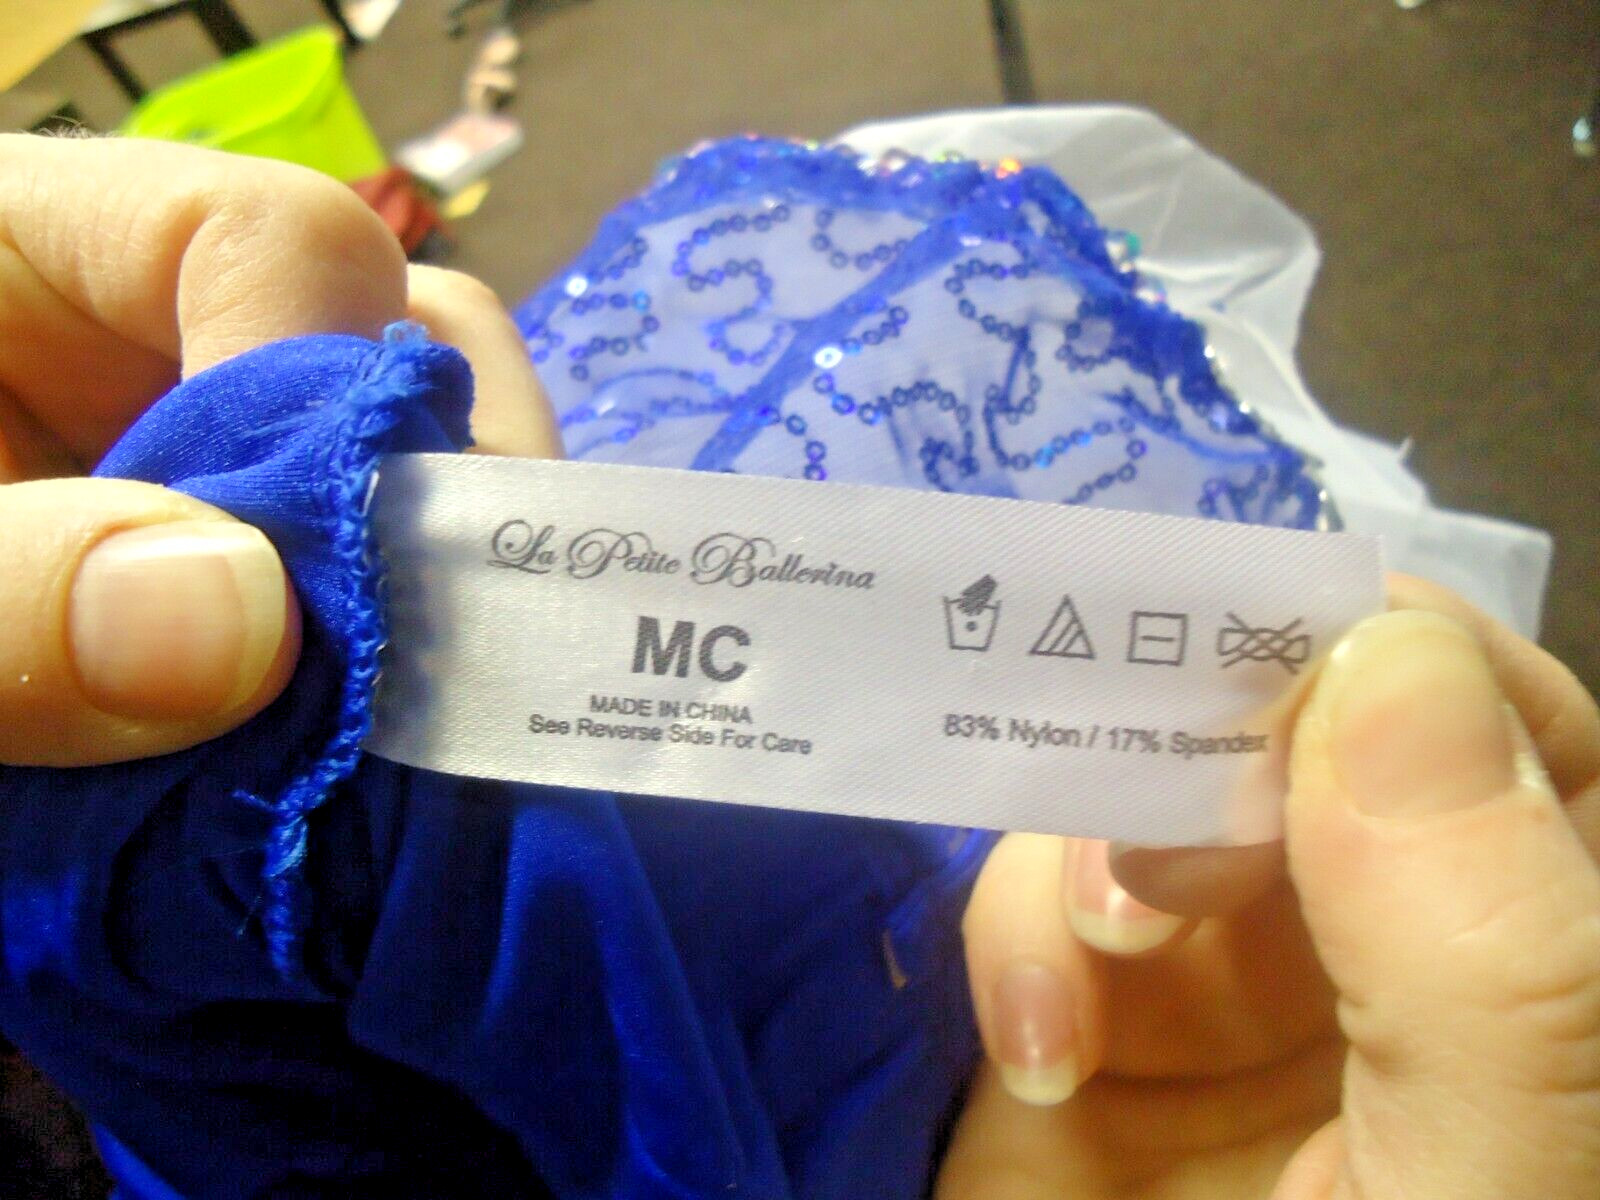 La Petite Ballerina
MC
MADE IN CHINA
See Reverse Side For Care
83% Nylon / 17% Spandex